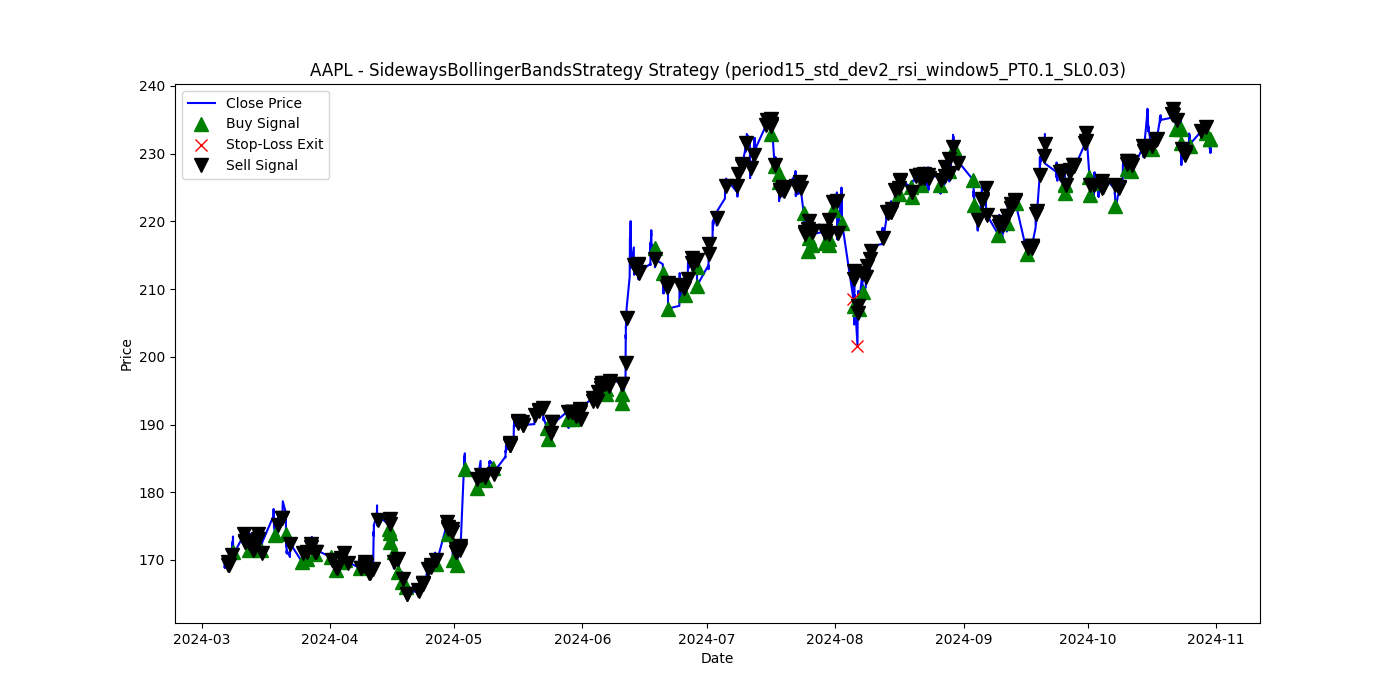 AAPL - SidewaysBollingerBandsStrategy Strategy (period15_std_dev2_rsi_window5_PT0.1_SL0.03)
Close Price
Buy Signal
Stop-Loss Exit
Sell Signal
Price
240
230
220
210
200
190
180
170
2024-03 2024-04 2024-05 2024-06 2024-07 2024-08 2024-09 2024-10 2024-11
Date